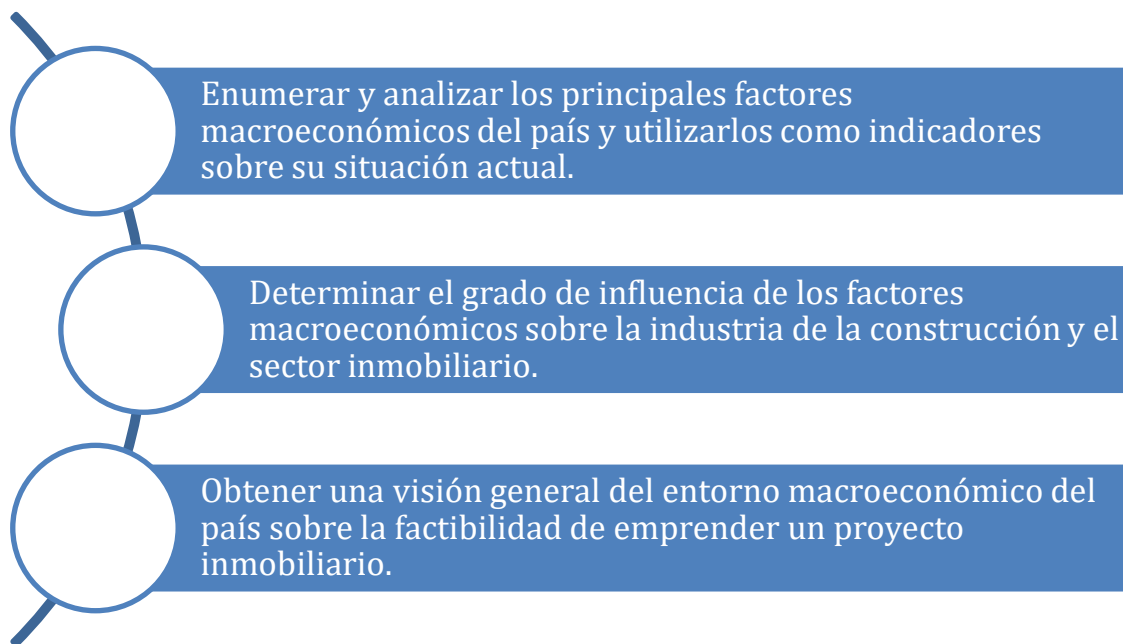 Enumerar y analizar los principales factores
macroeconómicos del país y utilizarlos como indicadores
sobre su situación actual.
Determinar el grado de influencia de los factores
macroeconómicos sobre la industria de la construcción y el
sector inmobiliario.
Obtener una visión general del entorno macroeconómico del
país sobre la factibilidad de emprender un proyecto
inmobiliario.